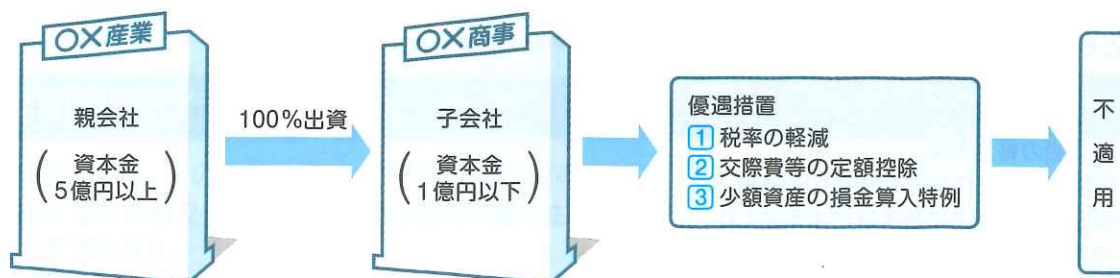 ○×産業
親会社
(資本金
5億円以上)
100%出資
○×商事
子会社
(資本金
1億円以下)
優遇措置
1 税率の軽減
2 交際費等の定額控除
3 少額資産の損金算入特例
不
適
用